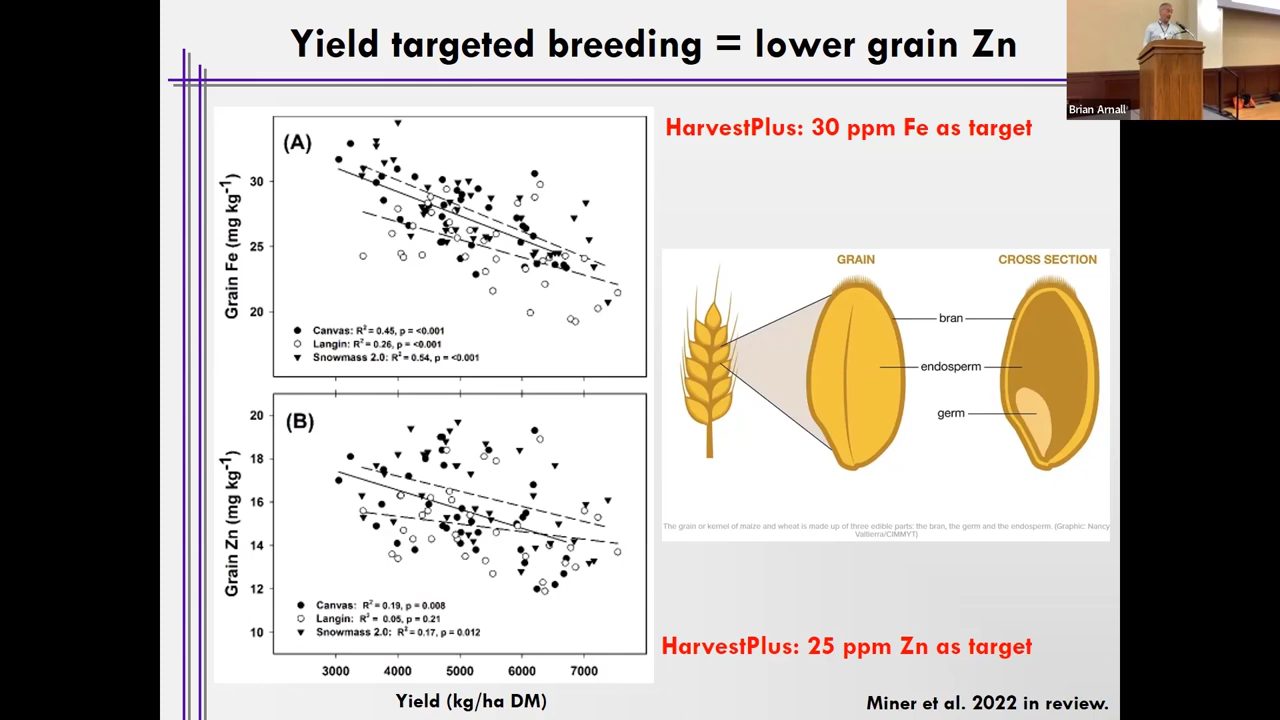 Yield targeted breeding = lower grain Zn
Brian Arnall
HarvestPlus: 30 ppm Fe as target
(A)
Grain Fe (mg kg-1)
30
25
20
Canvas: R2 = 0.45, p = <0.001
Langin: R2 = 0.26, p = <0.001
Snowmass 2.0: R2 = 0.54, p = <0.001
GRAIN
CROSS SECTION
bran
endosperm
germ
The grain or kernel of maize and wheat is made up of three edible parts: the bran, the germ and the endosperm. (Graphic: Nancy
Valtierra/CIMMYT)
(B)
Grain Zn (mg kg-1)
20
18
16
14
12
10
Canvas: R2 = 0.19, p = 0.008
Langin: R2 = 0.05, p = 0.21
Snowmass 2.0: R2 = 0.17, p = 0.012
3000 4000 5000 6000 7000
Yield (kg/ha DM)
HarvestPlus: 25 ppm Zn as target
Miner et al. 2022 in review.